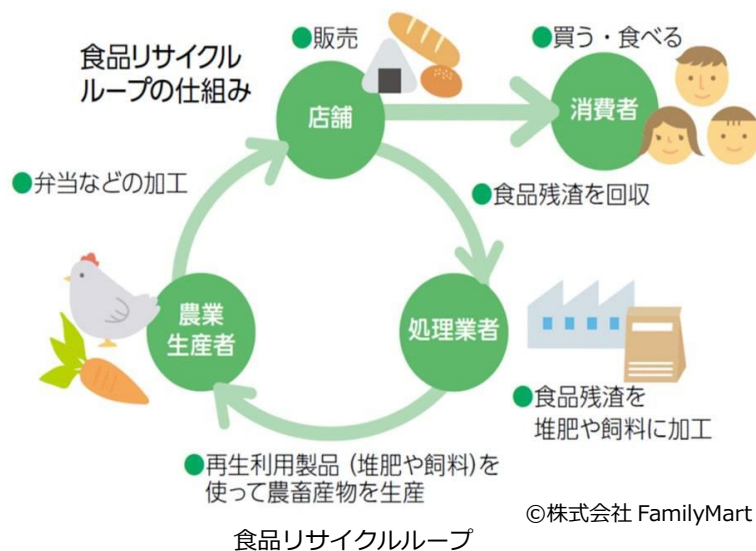 食品リサイクル
ループの仕組み
●販売
店舗
●買う・食べる
消費者
●食品残渣を回収
処理業者
●食品残渣を
堆肥や飼料に加工
●再生利用製品（堆肥や飼料）を
使って農畜産物を生産
農業
生産者
●弁当などの加工
©株式会社 FamilyMart
食品リサイクルループ